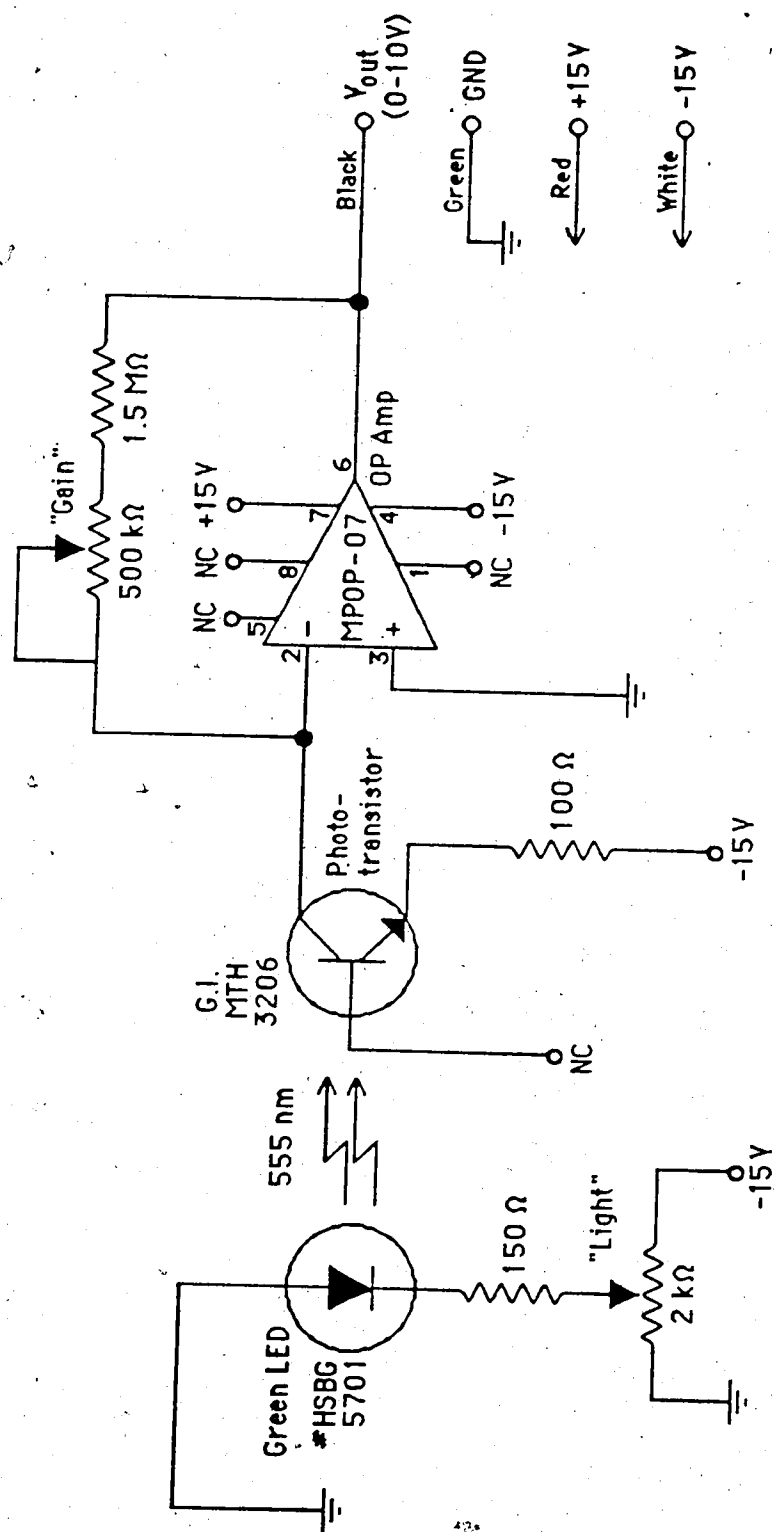 "Gain"
500 kΩ
1.5 MΩ
NC
NC
+15V
5
8
7
2
-
MPOP-07
6
OP Amp
3
+
1
4
NC
-15V
Black
Vout
(0-10V)
Green
GND
Red
+15V
White
-15V
G.I.
MTH
3206
Photo-
transistor
100 Ω
-15V
NC
555 nm
Green LED
#HSBG
5701
150 Ω
"Light"
2 kΩ
-15V